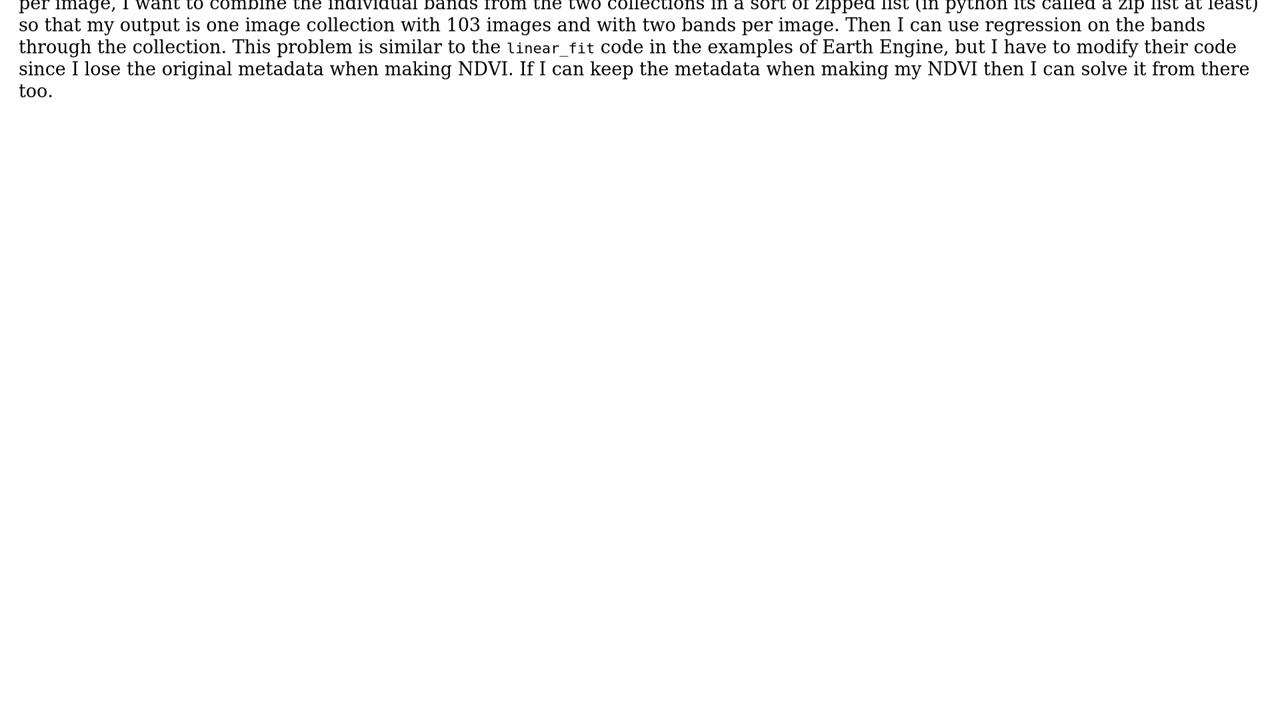 per image, I want to combine the individual bands from the two collections in a sort of zipped list (in python its called a zip list at least)
so that my output is one image collection with 103 images and with two bands per image. Then I can use regression on the bands
through the collection. This problem is similar to the linear_fit code in the examples of Earth Engine, but I have to modify their code
since I lose the original metadata when making NDVI. If I can keep the metadata when making my NDVI then I can solve it from there
too.